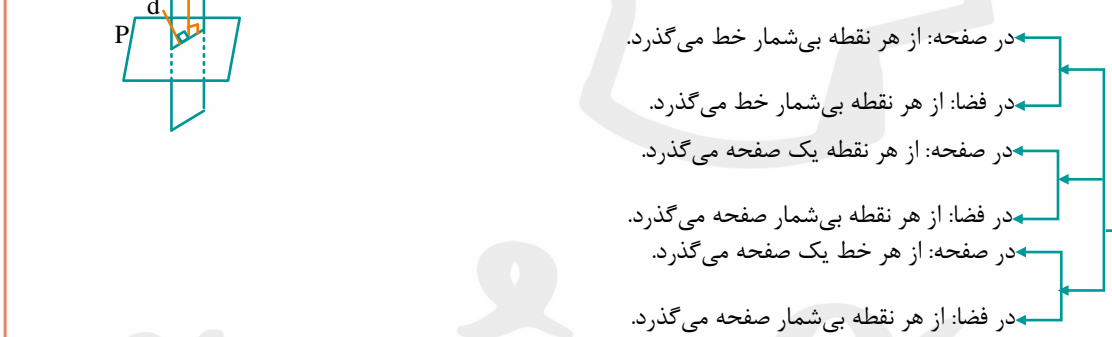 d
P
در صفحه: از هر نقطه بی‌شمار خط می‌گذرد.
در فضا: از هر نقطه بی‌شمار خط می‌گذرد.
در صفحه: از هر نقطه یک صفحه می‌گذرد.
در فضا: از هر نقطه بی‌شمار صفحه می‌گذرد.
در صفحه: از هر خط یک صفحه می‌گذرد.
در فضا: از هر نقطه بی‌شمار صفحه می‌گذرد.